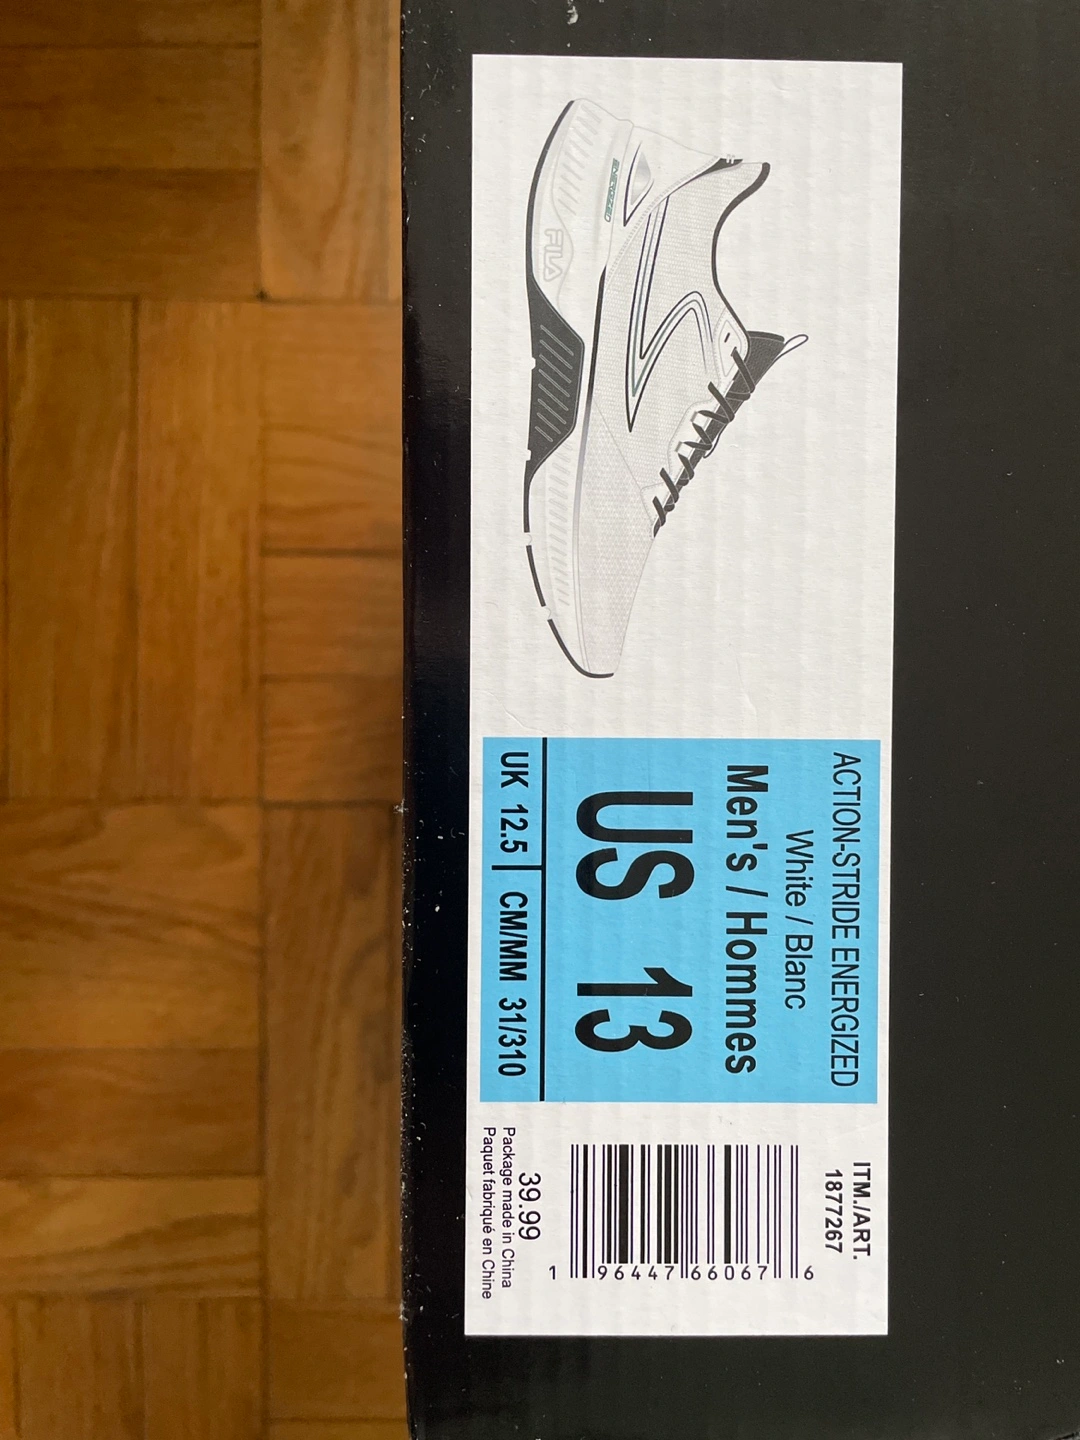 FILA
ENERGIZED
ACTION-STRIDE ENERGIZED
White / Blanc
Men's / Hommes
US 13
UK 12.5 | CM/MM 31/310
ITM./ART.
1877267
1 96447 66067 6
39.99
Package made in China
Paquet fabriqué en Chine